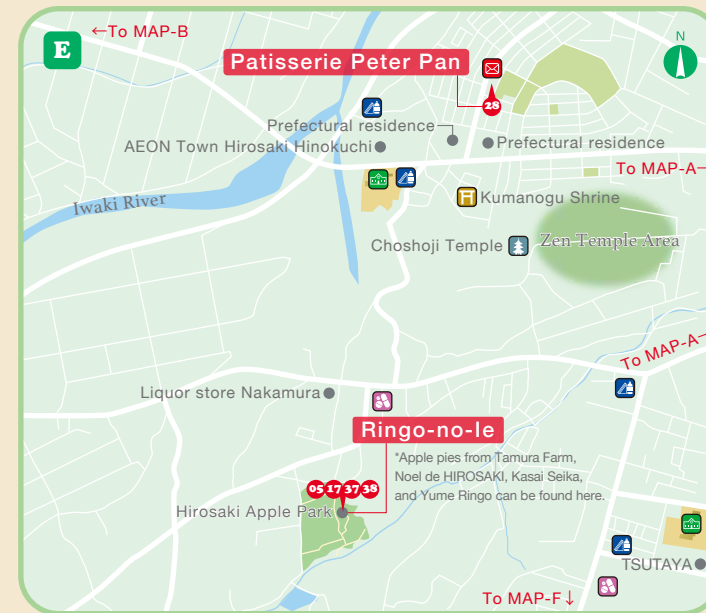 E
←To MAP-B
N
Patisserie Peter Pan
28
Prefectural residence
AEON Town Hirosaki Hinokuchi
Prefectural residence
To MAP-A
Iwaki River
Kumanogu Shrine
Choshoji Temple
Zen Temple Area
To MAP-A
Liquor store Nakamura
Ringo-no-Ie
*Apple pies from Tamura Farm,
Noel de HIROSAKI, Kasai Seika,
and Yume Ringo can be found here.
05 17 37 38
Hirosaki Apple Park
TSUTAYA
To MAP-F↓